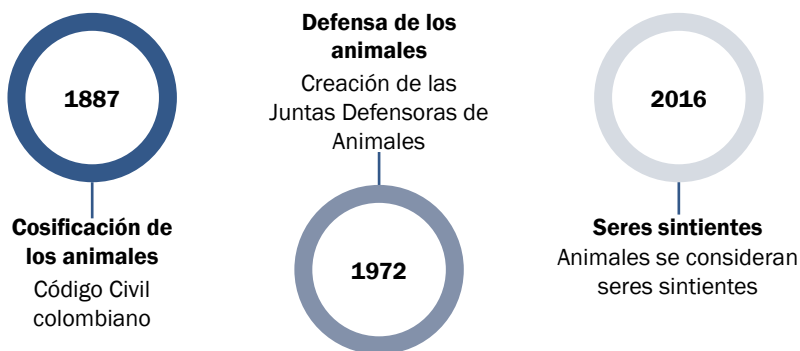 1887
Cosificación de
los animales
Código Civil
colombiano
Defensa de los
animales
Creación de las
Juntas Defensoras de
Animales
1972
2016
Seres sintientes
Animales se consideran
seres sintientes